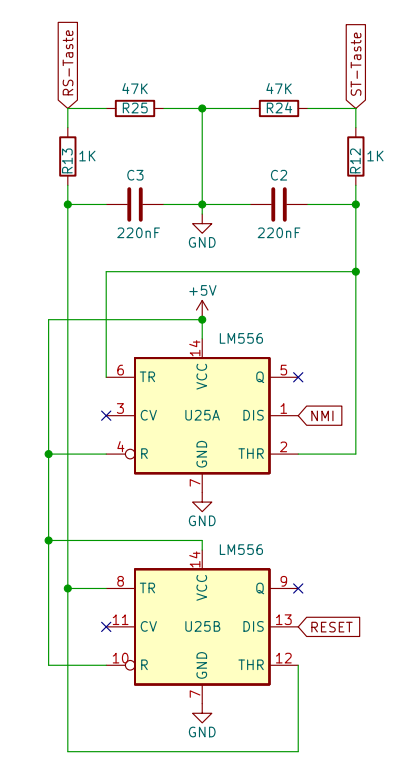 RS-Taste
ST-Taste
47K
R25
47K
R24
R13
1K
R12
1K
C3
220nF
C2
220nF
GND
+5V
LM556
14
VCC
6
TR
Q
5
3
CV
U25A
DIS
1
NMI
4
R
GND
THR
2
7
GND
LM556
14
VCC
8
TR
Q
9
11
CV
U25B
DIS
13
RESET
10
R
GND
THR
12
7
GND